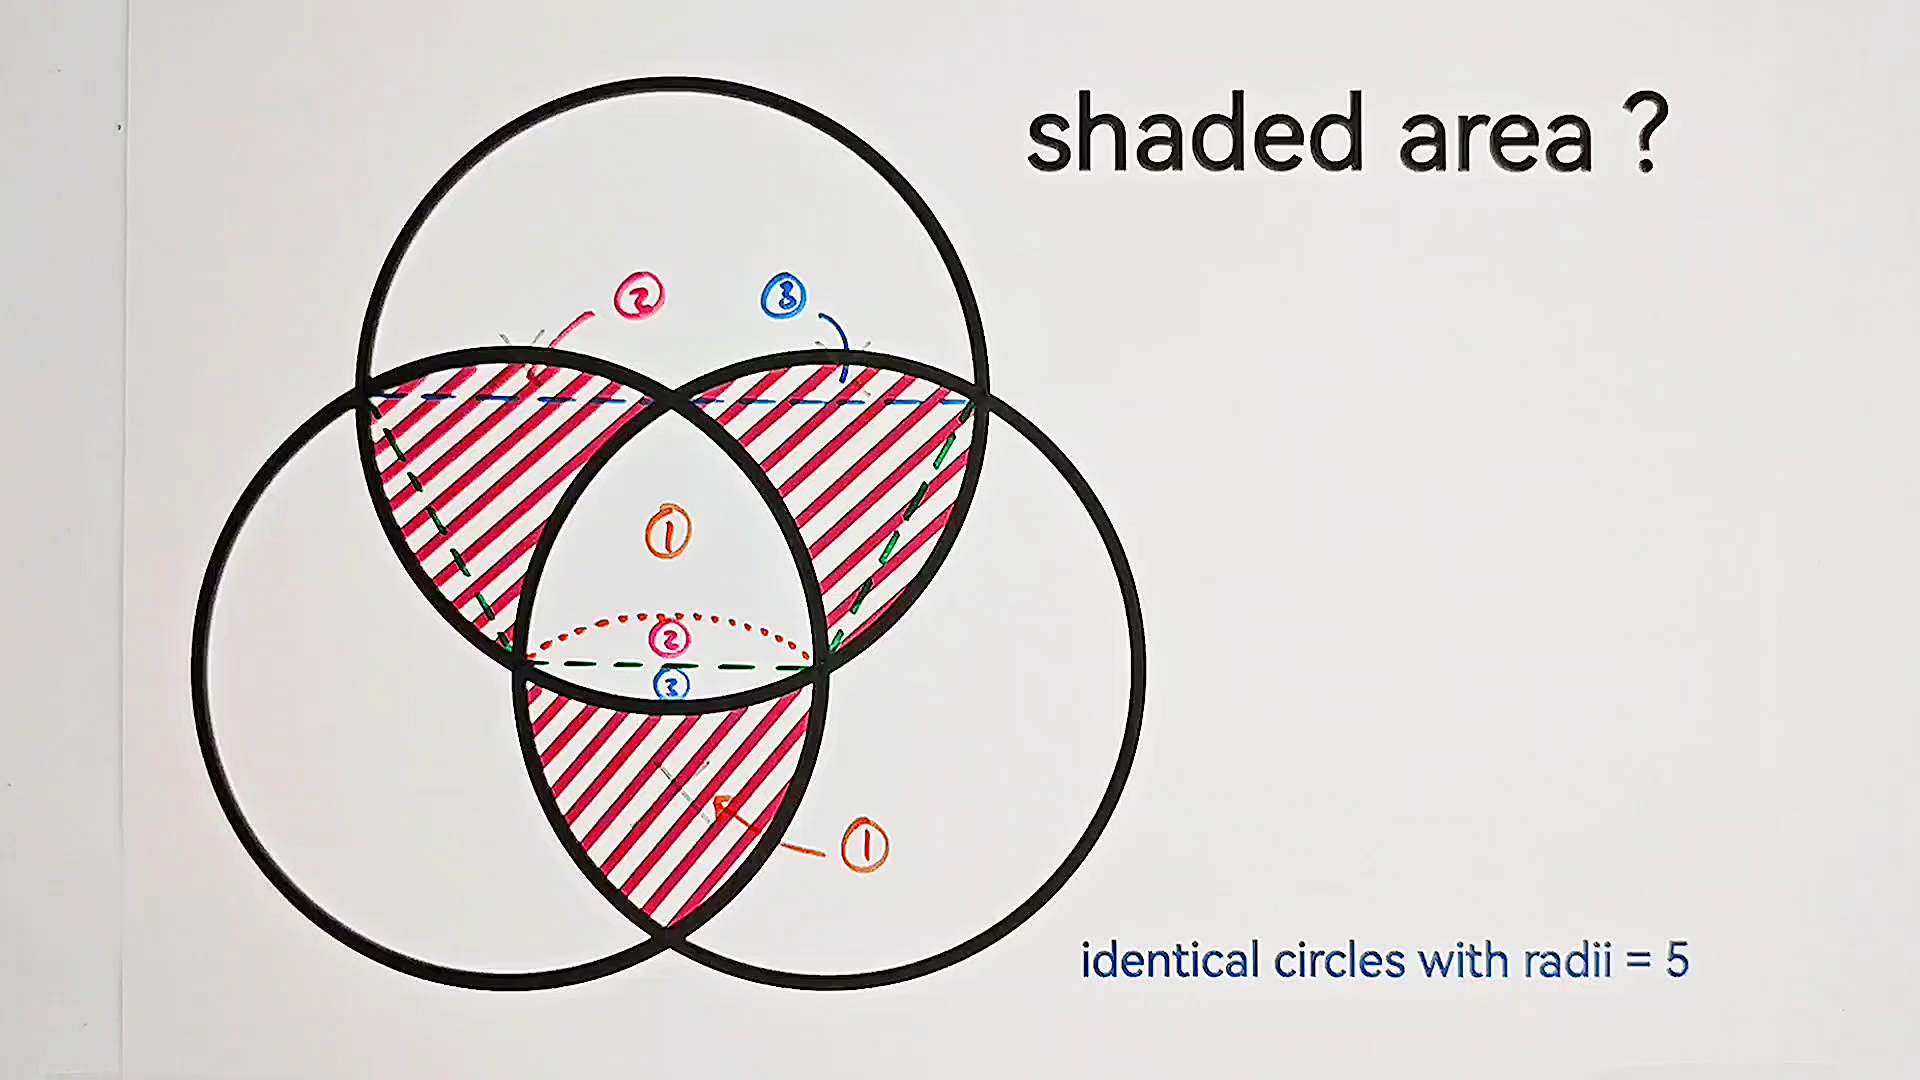 shaded area ?
② ③
①
②
③
①
identical circles with radii = 5